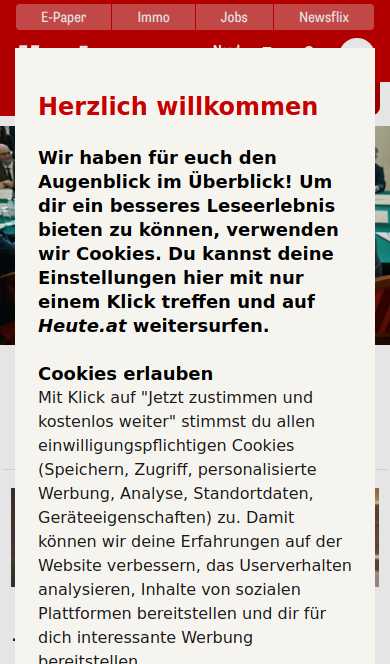 E-Paper
Immo
Jobs
Newsflix
Herzlich willkommen
Wir haben für euch den
Augenblick im Überblick! Um
dir ein besseres Leseerlebnis
bieten zu können, verwenden
wir Cookies. Du kannst deine
Einstellungen hier mit nur
einem Klick treffen und auf
Heute.at weitersurfen.
Cookies erlauben
Mit Klick auf "Jetzt zustimmen und
kostenlos weiter" stimmst du allen
einwilligungspflichtigen Cookies
(Speichern, Zugriff, personalisierte
Werbung, Analyse, Standortdaten,
Geräteeigenschaften) zu. Damit
können wir deine Erfahrungen auf der
Website verbessern, das Userverhalten
analysieren, Inhalte von sozialen
Plattformen bereitstellen und dir für
dich interessante Werbung
bereitstellen